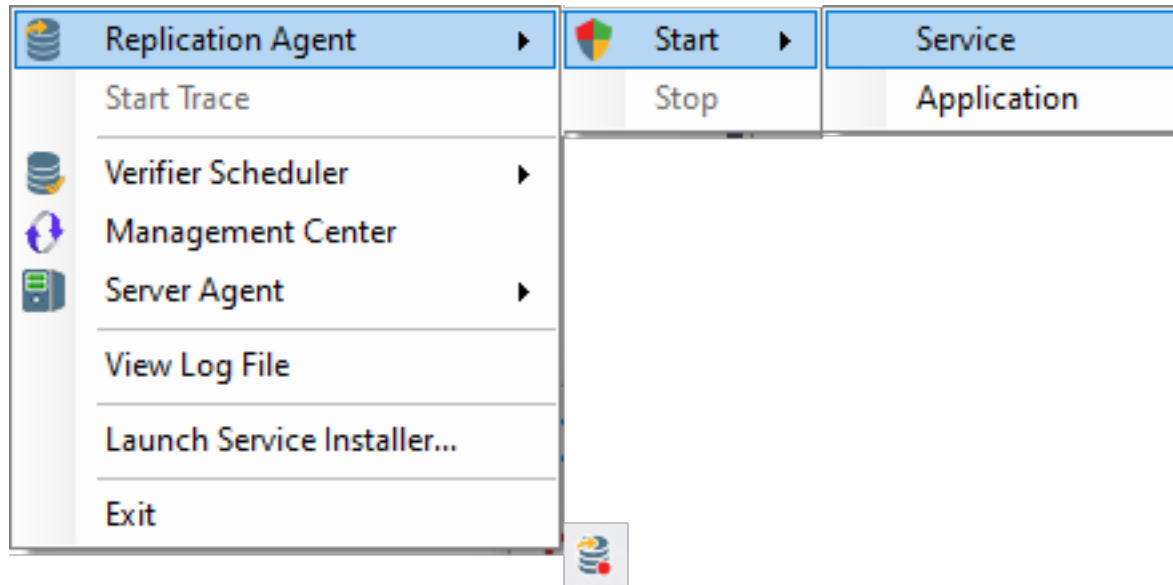 Replication Agent
Start Trace
Verifier Scheduler
Management Center
Server Agent
View Log File
Launch Service Installer...
Exit
Start
Stop
Service
Application